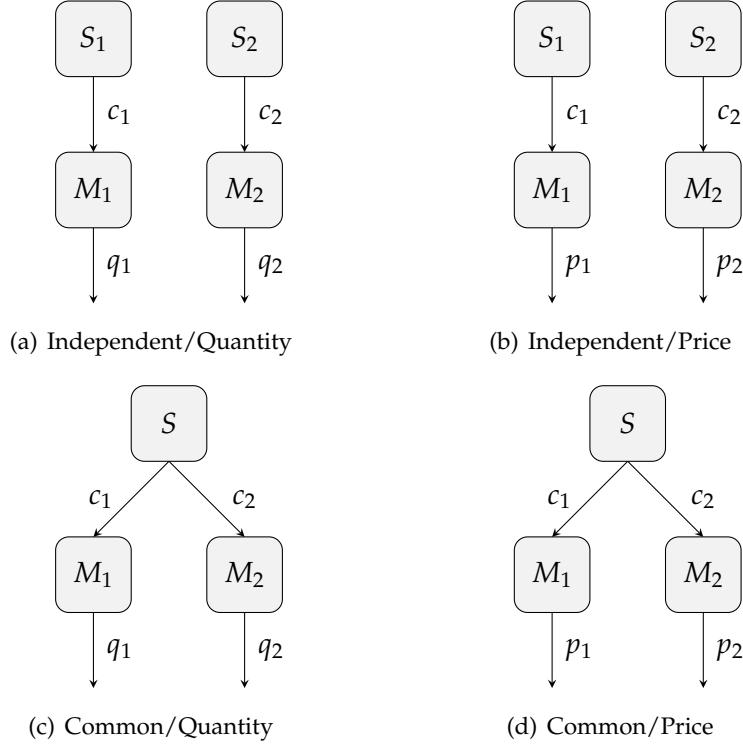 S₁ S₂ S₁ S₂
c₁ c₂ c₁ c₂
M₁ M₂ M₁ M₂
q₁ q₂ p₁ p₂
(a) Independent/Quantity (b) Independent/Price
S S
c₁ c₂ c₁ c₂
M₁ M₂ M₁ M₂
q₁ q₂ p₁ p₂
(c) Common/Quantity (d) Common/Price